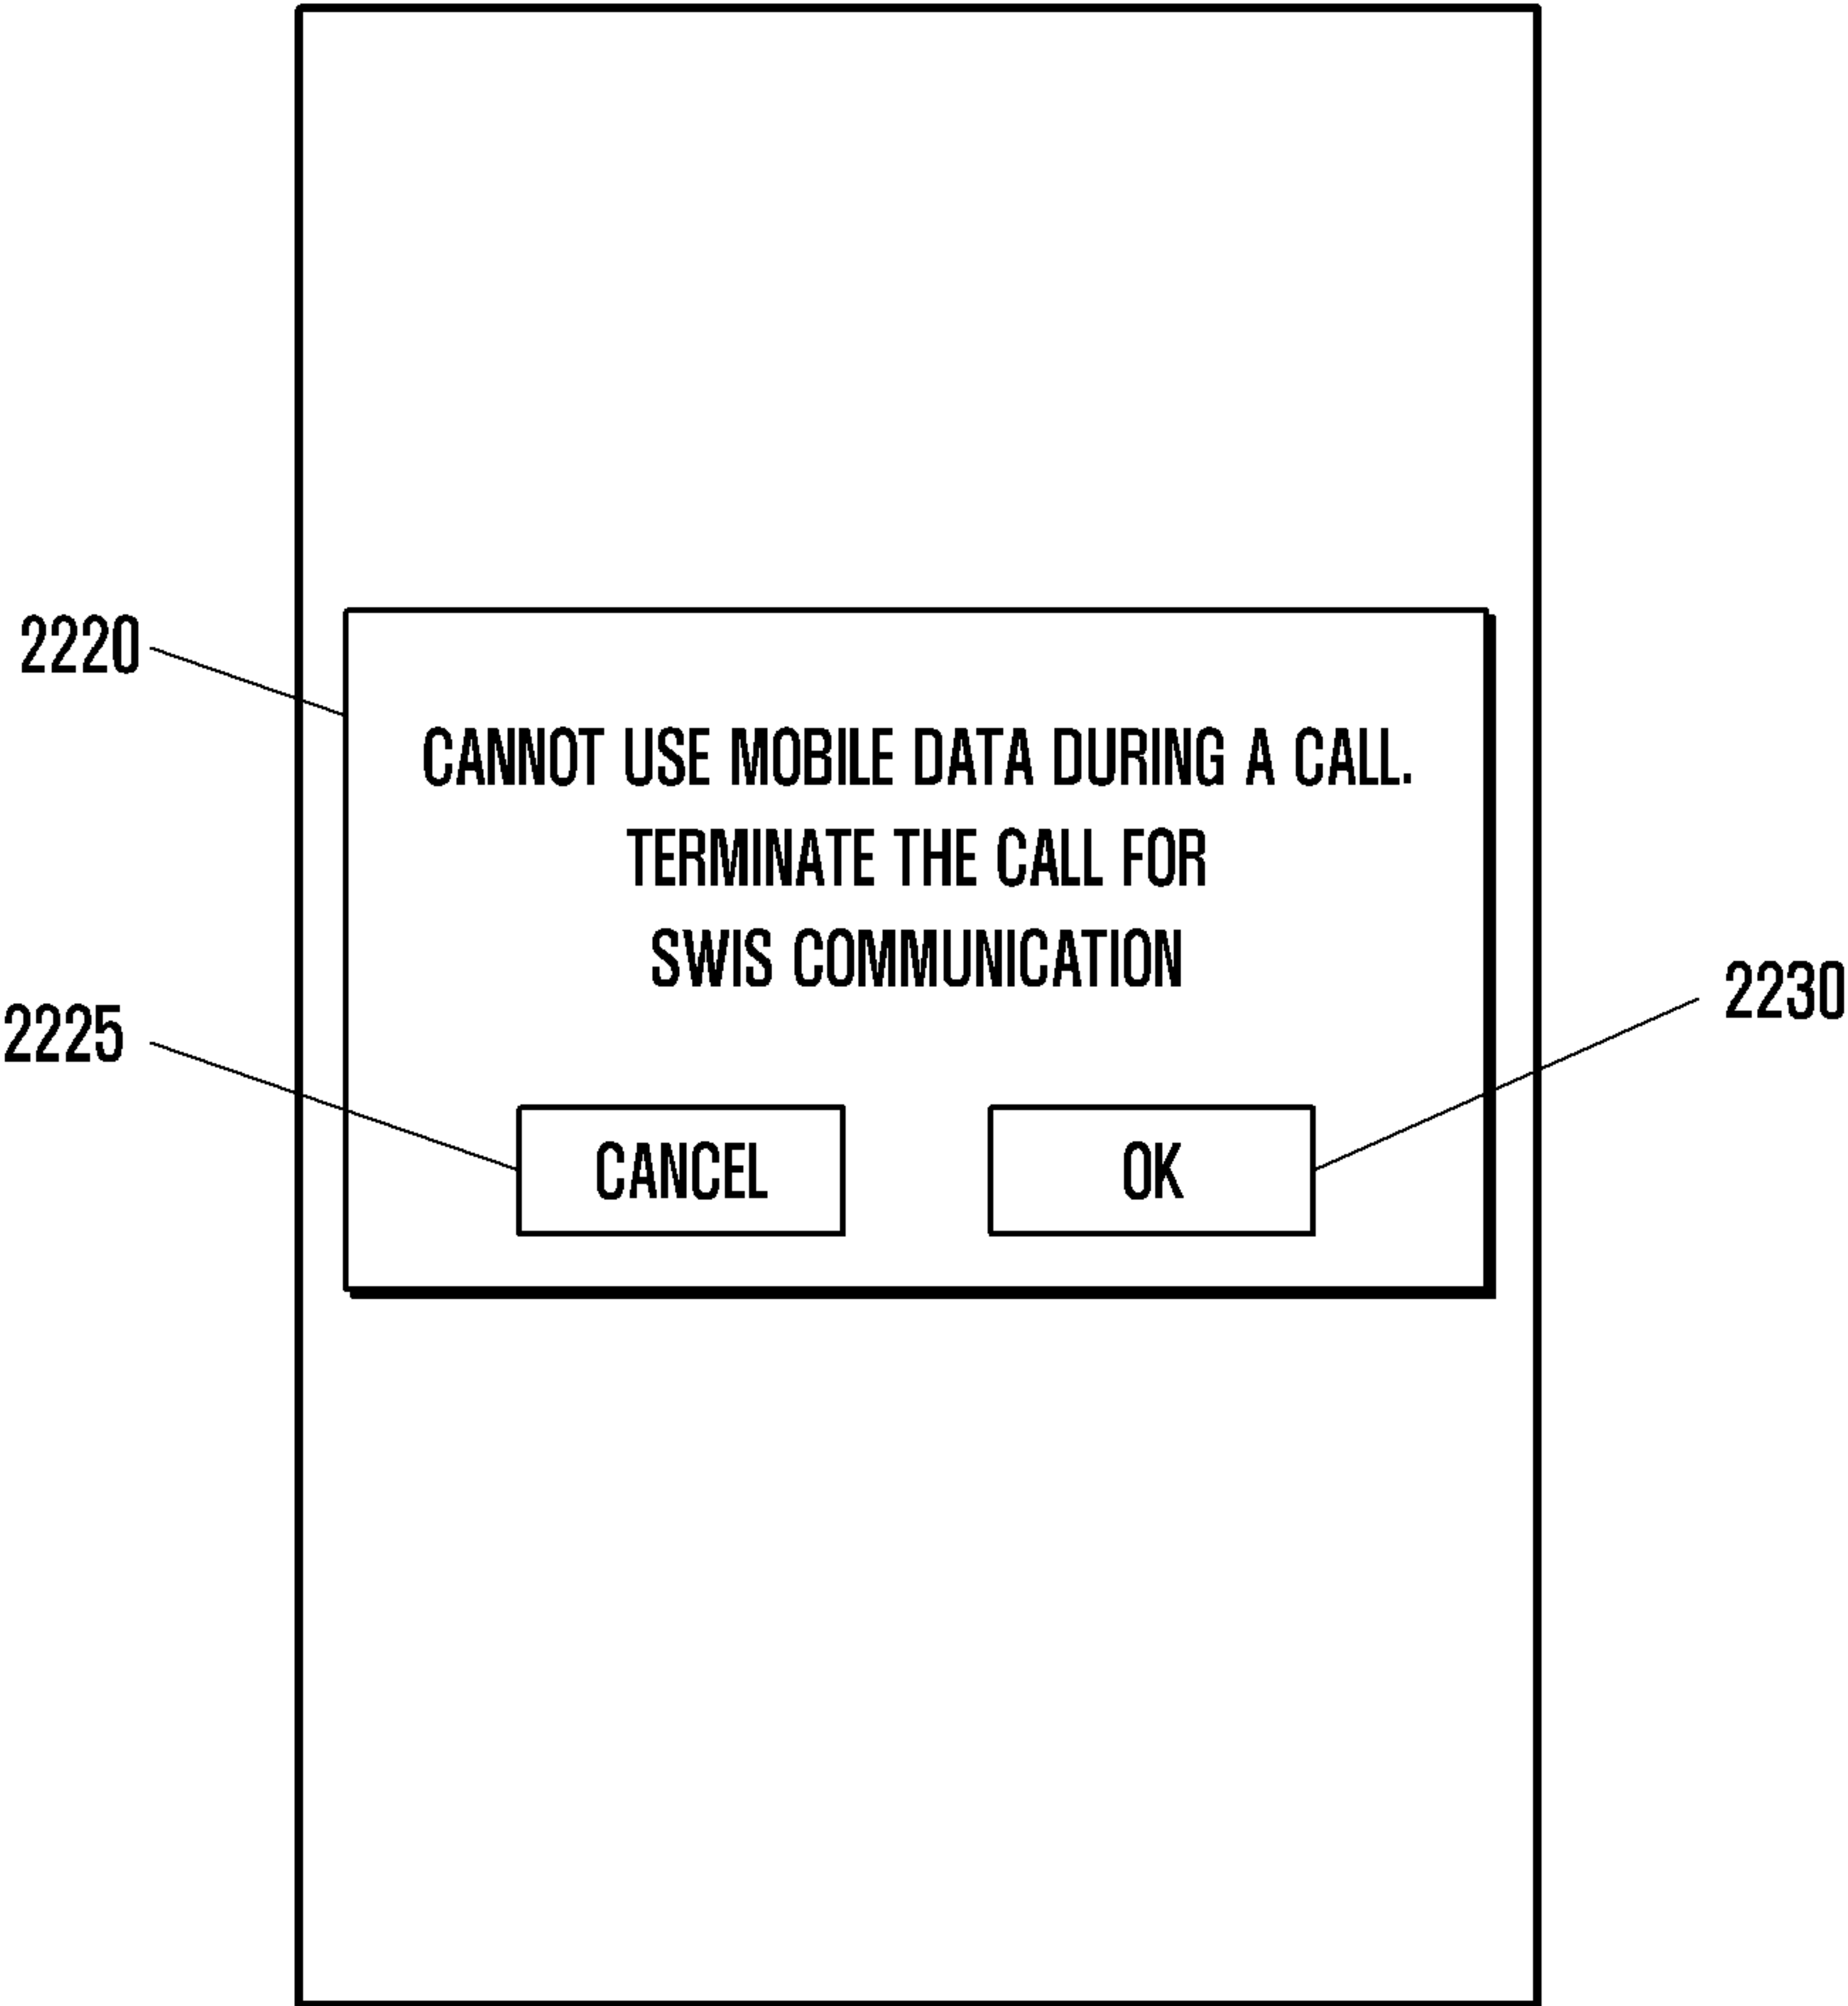 2220
CANNOT USE MOBILE DATA DURING A CALL.
TERMINATE THE CALL FOR
SWIS COMMUNICATION
2230
2225
CANCEL OK